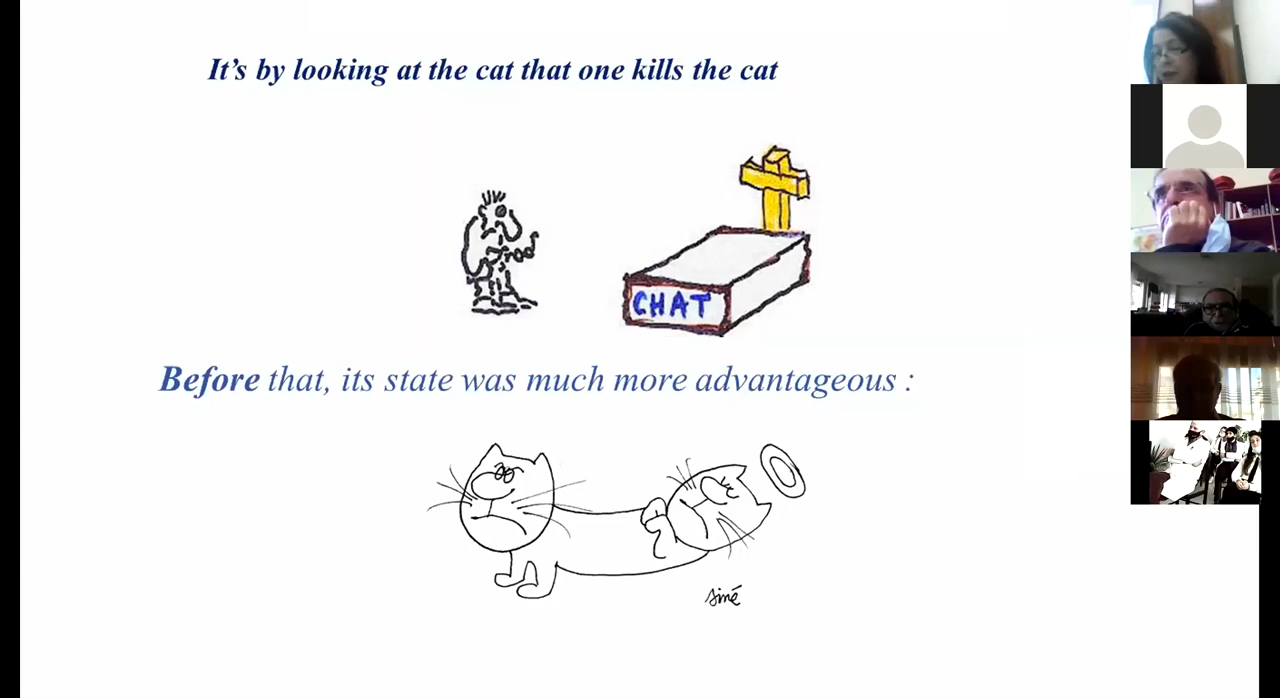 It's by looking at the cat that one kills the cat
CHAT
Before that, its state was much more advantageous :
siné